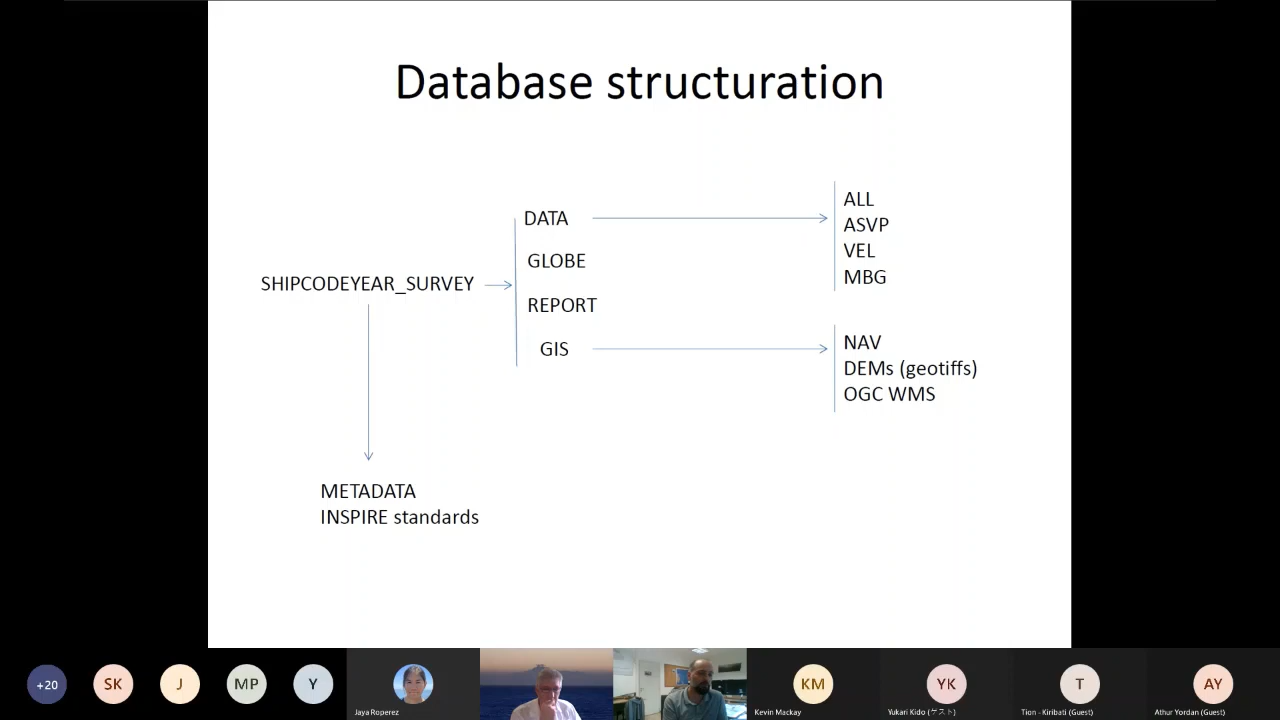 Database structuration
SHIPCODEYEAR_SURVEY
DATA
GLOBE
REPORT
GIS
ALL
ASVP
VEL
MBG
NAV
DEMs (geotiffs)
OGC WMS
METADATA
INSPIRE standards
+20
SK
J
MP
Y
Jaya Roperez
KM
Kevin Mackay
YK
Yukari Kido (ゲスト)
T
Tion - Kiribati (Guest)
AY
Athur Yordan (Guest)